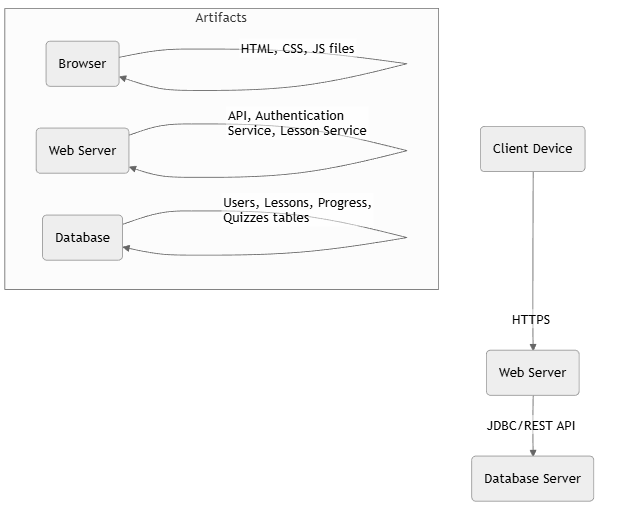 Artifacts
Browser
HTML, CSS, JS files
Web Server
API, Authentication
Service, Lesson Service
Database
Users, Lessons, Progress,
Quizzes tables
Client Device
HTTPS
Web Server
JDBC/REST API
Database Server